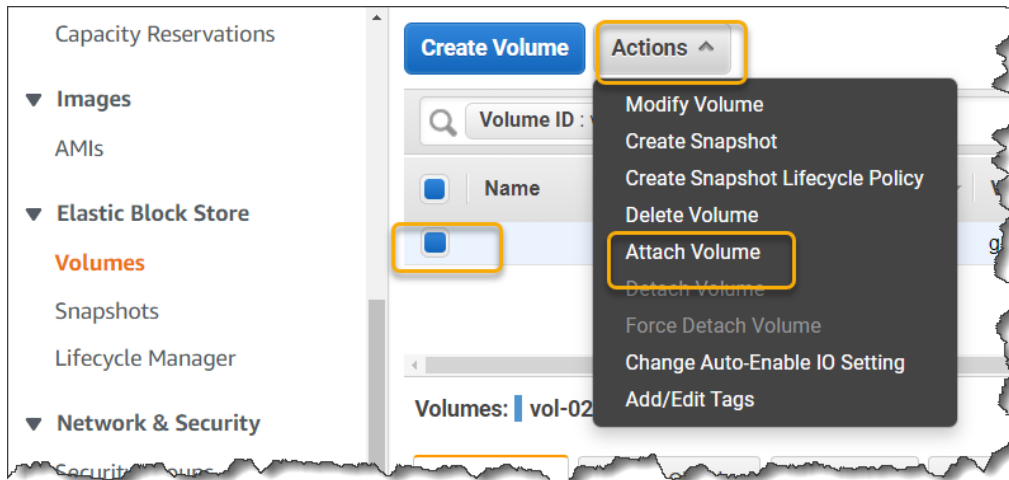 Capacity Reservations
Images
AMIs
Elastic Block Store
Volumes
Snapshots
Lifecycle Manager
Network & Security
Security Groups
Create Volume
Actions
Volume ID :
Name
Modify Volume
Create Snapshot
Create Snapshot Lifecycle Policy
Delete Volume
Attach Volume
Detach Volume
Force Detach Volume
Change Auto-Enable IO Setting
Add/Edit Tags
Volumes: vol-02